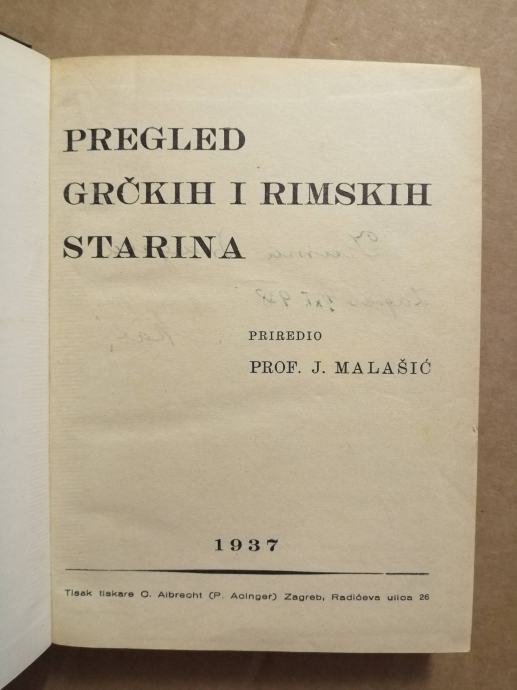 PREGLED
GRČKIH I RIMSKIH
STARINA
PRIREDIO
PROF. J. MALAŠIĆ
1937
Tisak tiskare C. Albrecht (P. Acinger) Zagreb, Radićeva ulica 26